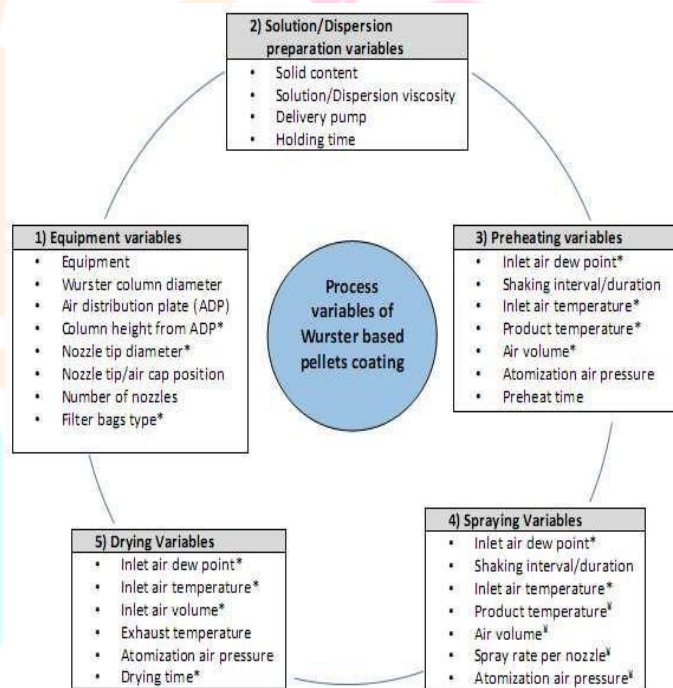 2) Solution/Dispersion
preparation variables
• Solid content
• Solution/Dispersion viscosity
• Delivery pump
• Holding time
1) Equipment variables
• Equipment
• Wurster column diameter
• Air distribution plate (ADP)
• Column height from ADP*
• Nozzle tip diameter*
• Nozzle tip/air cap position
• Number of nozzles
• Filter bags type*
Process
variables of
Wurster based
pellets coating
3) Preheating variables
• Inlet air dew point*
• Shaking interval/duration
• Inlet air temperature*
• Product temperature*
• Air volume*
• Atomization air pressure
• Preheat time
4) Spraying Variables
• Inlet air dew point*
• Shaking interval/duration
• Inlet air temperature*
• Product temperature¥
• Air volume¥
• Spray rate per nozzle¥
• Atomization air pressure¥
5) Drying Variables
• Inlet air dew point*
• Inlet air temperature*
• Inlet air volume*
• Exhaust temperature
• Atomization air pressure
• Drying time*